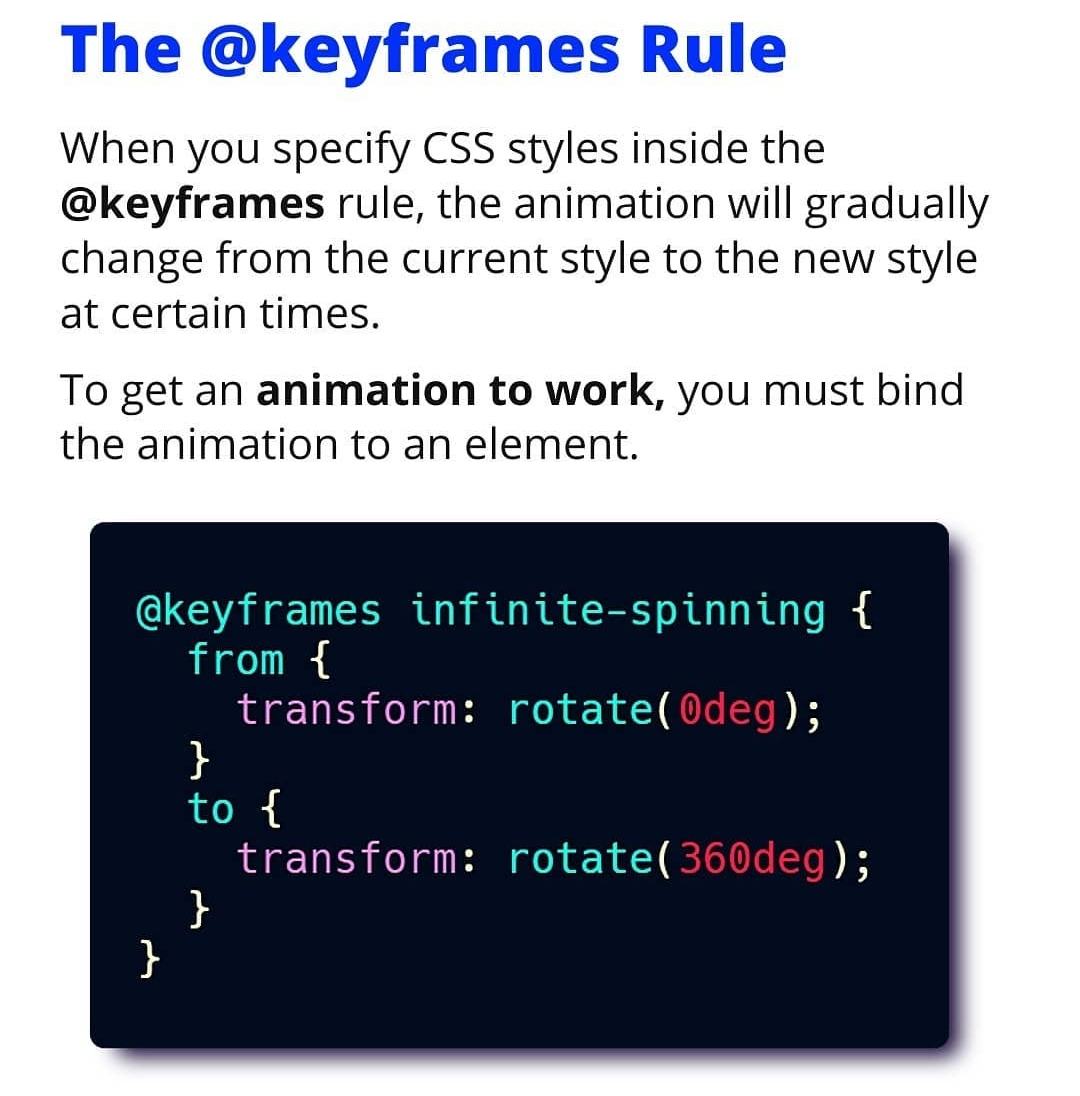 The @keyframes Rule
When you specify CSS styles inside the
@keyframes rule, the animation will gradually
change from the current style to the new style
at certain times.
To get an animation to work, you must bind
the animation to an element.
@keyframes infinite-spinning {
  from {
    transform: rotate(0deg);
  }
  to {
    transform: rotate(360deg);
  }
}